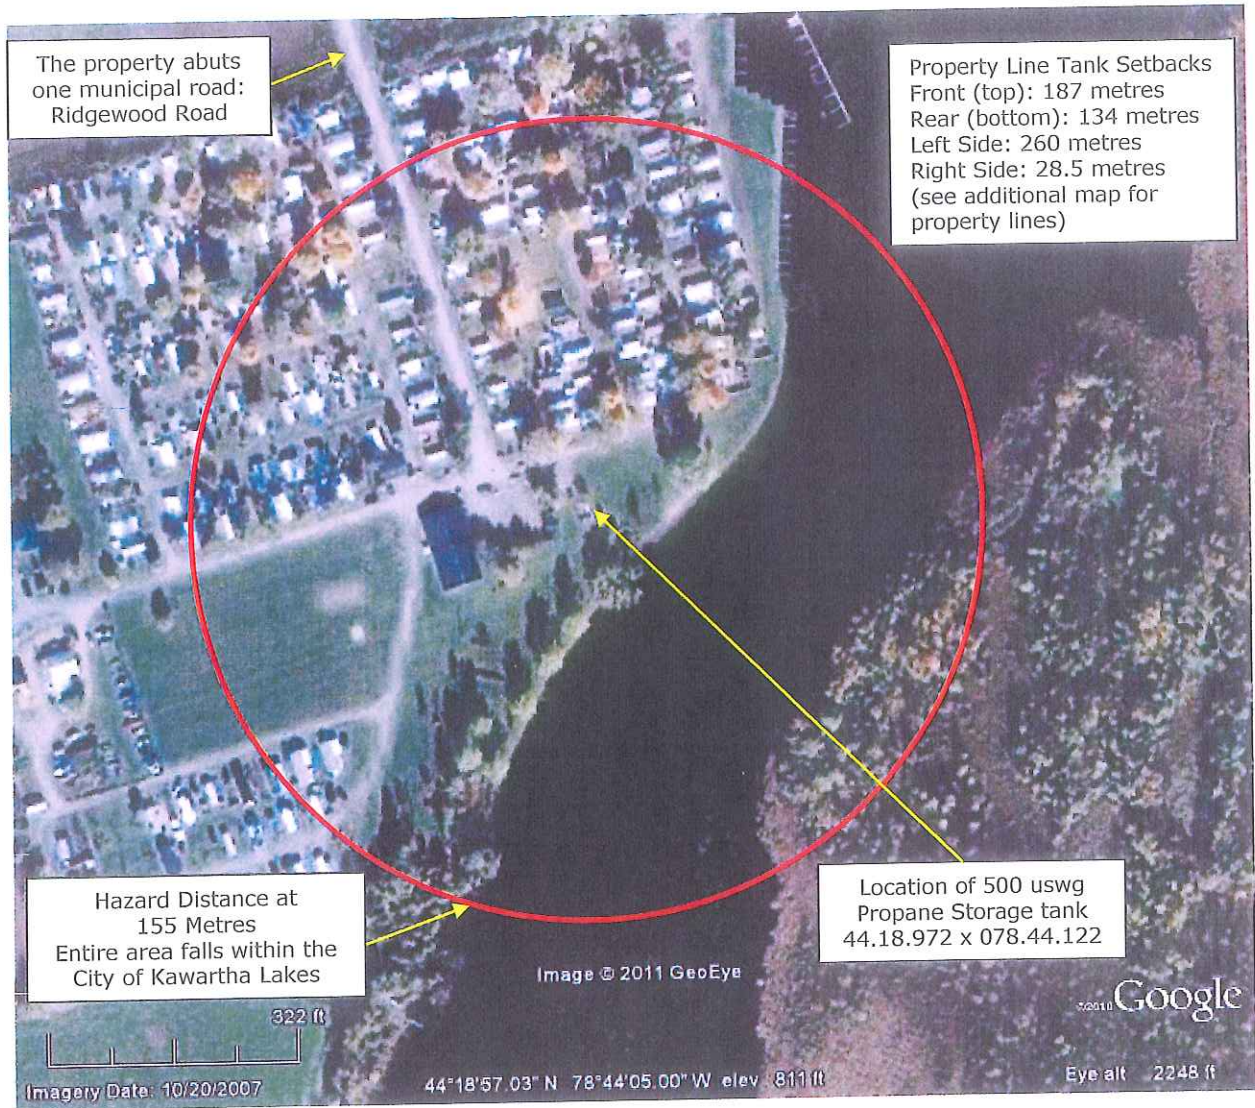 The property abuts
one municipal road:
Ridgewood Road
Property Line Tank Setbacks
Front (top): 187 metres
Rear (bottom): 134 metres
Left Side: 260 metres
Right Side: 28.5 metres
(see additional map for
property lines)
Hazard Distance at
155 Metres
Entire area falls within the
City of Kawartha Lakes
Location of 500 uswg
Propane Storage tank
44.18.972 x 078.44.122
Image © 2011 GeoEye
©2010 Google
322 ft
Imagery Date: 10/20/2007
44°18'57.03" N 78°44'05.00" W elev 811 ft
Eye alt 2248 ft